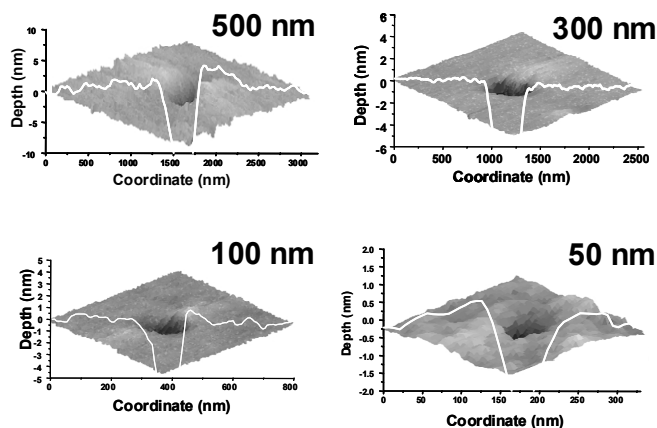 500 nm
10
5
0
-5
-10
Depth (nm)
0 500 1000 1500 2000 2500 3000
Coordinate (nm)
300 nm
6
4
2
0
-2
-4
-6
Depth (nm)
0 500 1000 1500 2000 2500
Coordinate (nm)
100 nm
5
4
3
2
1
0
-1
-2
-3
-4
-5
Depth (nm)
0 200 400 600 800
Coordinate (nm)
50 nm
2.0
1.5
1.0
0.5
0.0
-0.5
-1.0
-1.5
-2.0
Depth (nm)
0 50 100 150 200 250 300
Coordinate (nm)